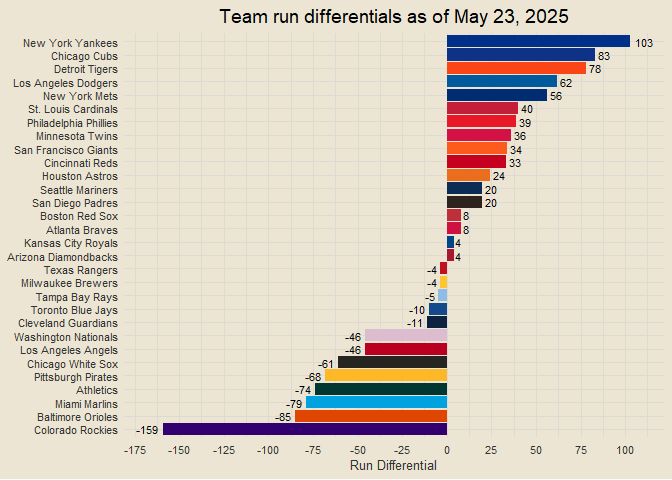 Team run differentials as of May 23, 2025
New York Yankees 103
Chicago Cubs 83
Detroit Tigers 78
Los Angeles Dodgers 62
New York Mets 56
St. Louis Cardinals 40
Philadelphia Phillies 39
Minnesota Twins 36
San Francisco Giants 34
Cincinnati Reds 33
Houston Astros 24
Seattle Mariners 20
San Diego Padres 20
Boston Red Sox 8
Atlanta Braves 8
Kansas City Royals 4
Arizona Diamondbacks 4
Texas Rangers -4
Milwaukee Brewers -4
Tampa Bay Rays -5
Toronto Blue Jays -10
Cleveland Guardians -11
Washington Nationals -46
Los Angeles Angels -46
Chicago White Sox -61
Pittsburgh Pirates -68
Athletics -74
Miami Marlins -79
Baltimore Orioles -85
Colorado Rockies -159
-175 -150 -125 -100 -75 -50 -25 0 25 50 75 100
Run Differential